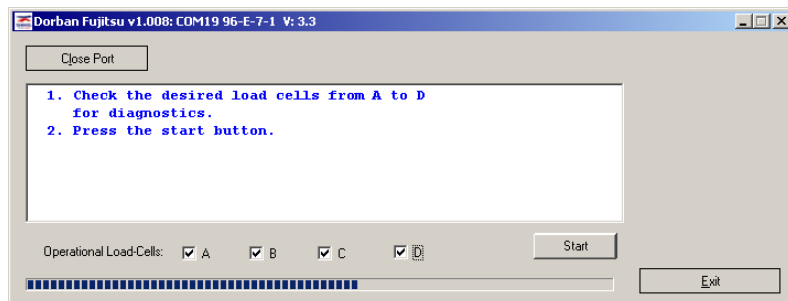 Dorban Fujitsu v1.008: COM19 96-E-7-1 V: 3.3
Close Port
1. Check the desired load cells from A to D
for diagnostics.
2. Press the start button.
Operational Load-Cells: A B C D Start
Exit